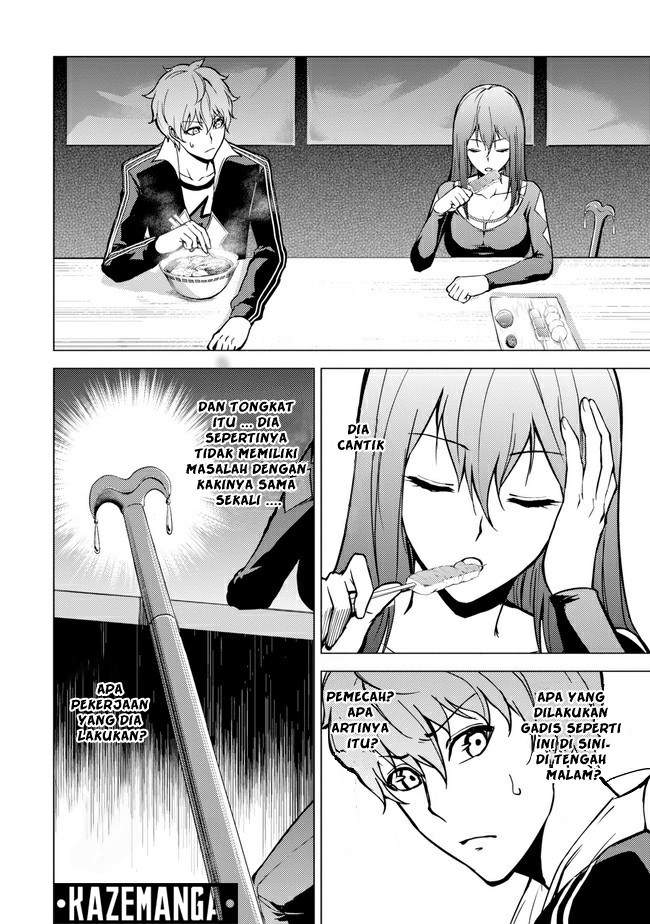 DIA
CANTIK
DAN TONGKAT
ITU ... DIA
SEPERTINYA
TIDAK MEMILIKI
MASALAH DENGAN
KAKINYA SAMA
SEKALI ....
APA
PEKERJAAN
YANG DIA
LAKUKAN?
APA YANG
DILAKUKAN
GADIS SEPERTI
INI DI SINI-
DI TENGAH
MALAM?
PEMECAH?
APA
ARTINYA
ITU?
•KAZEMANGA•